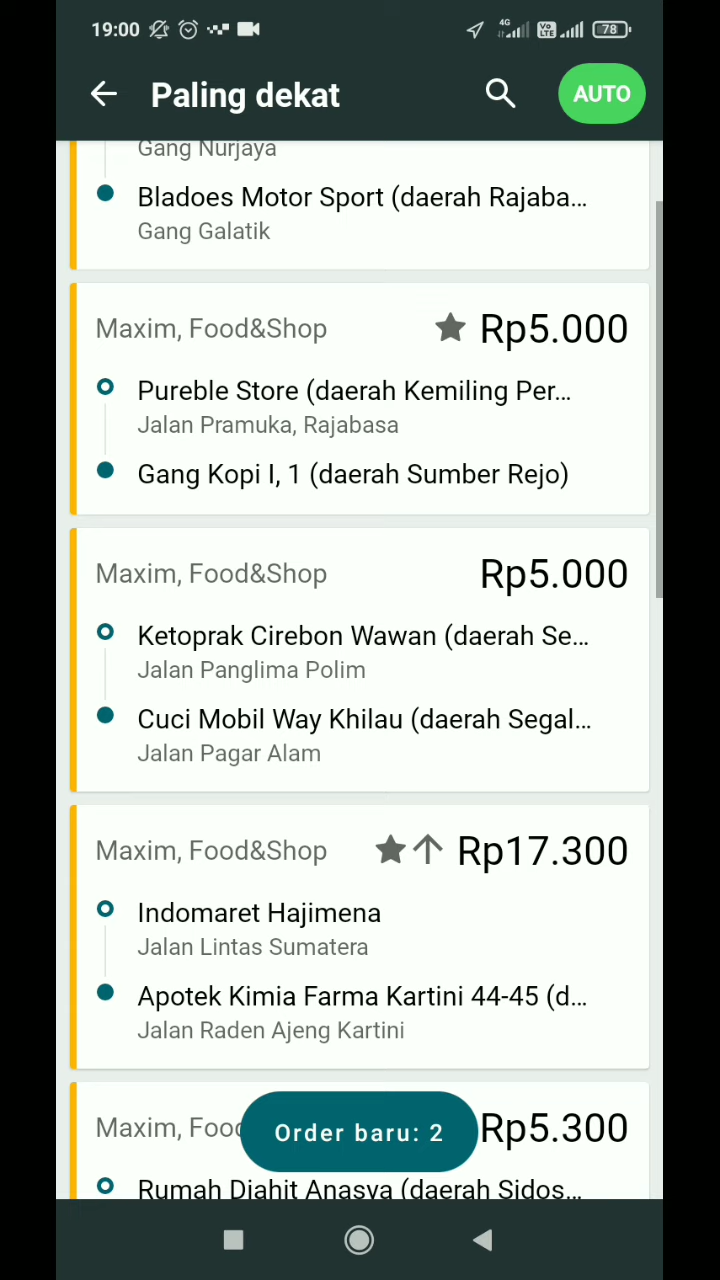 19:00
4G
Vo LTE
78
Paling dekat
AUTO
Gang Nurjaya
Bladoes Motor Sport (daerah Rajaba...
Gang Galatik
Maxim, Food&Shop
Rp5.000
Pureble Store (daerah Kemiling Per...
Jalan Pramuka, Rajabasa
Gang Kopi I, 1 (daerah Sumber Rejo)
Maxim, Food&Shop
Rp5.000
Ketoprak Cirebon Wawan (daerah Se...
Jalan Panglima Polim
Cuci Mobil Way Khilau (daerah Segal...
Jalan Pagar Alam
Maxim, Food&Shop
Rp17.300
Indomaret Hajimena
Jalan Lintas Sumatera
Apotek Kimia Farma Kartini 44-45 (d...
Jalan Raden Ajeng Kartini
Maxim, Foo
Order baru: 2
Rp5.300
Rumah Diahit Anasya (daerah Sidos...